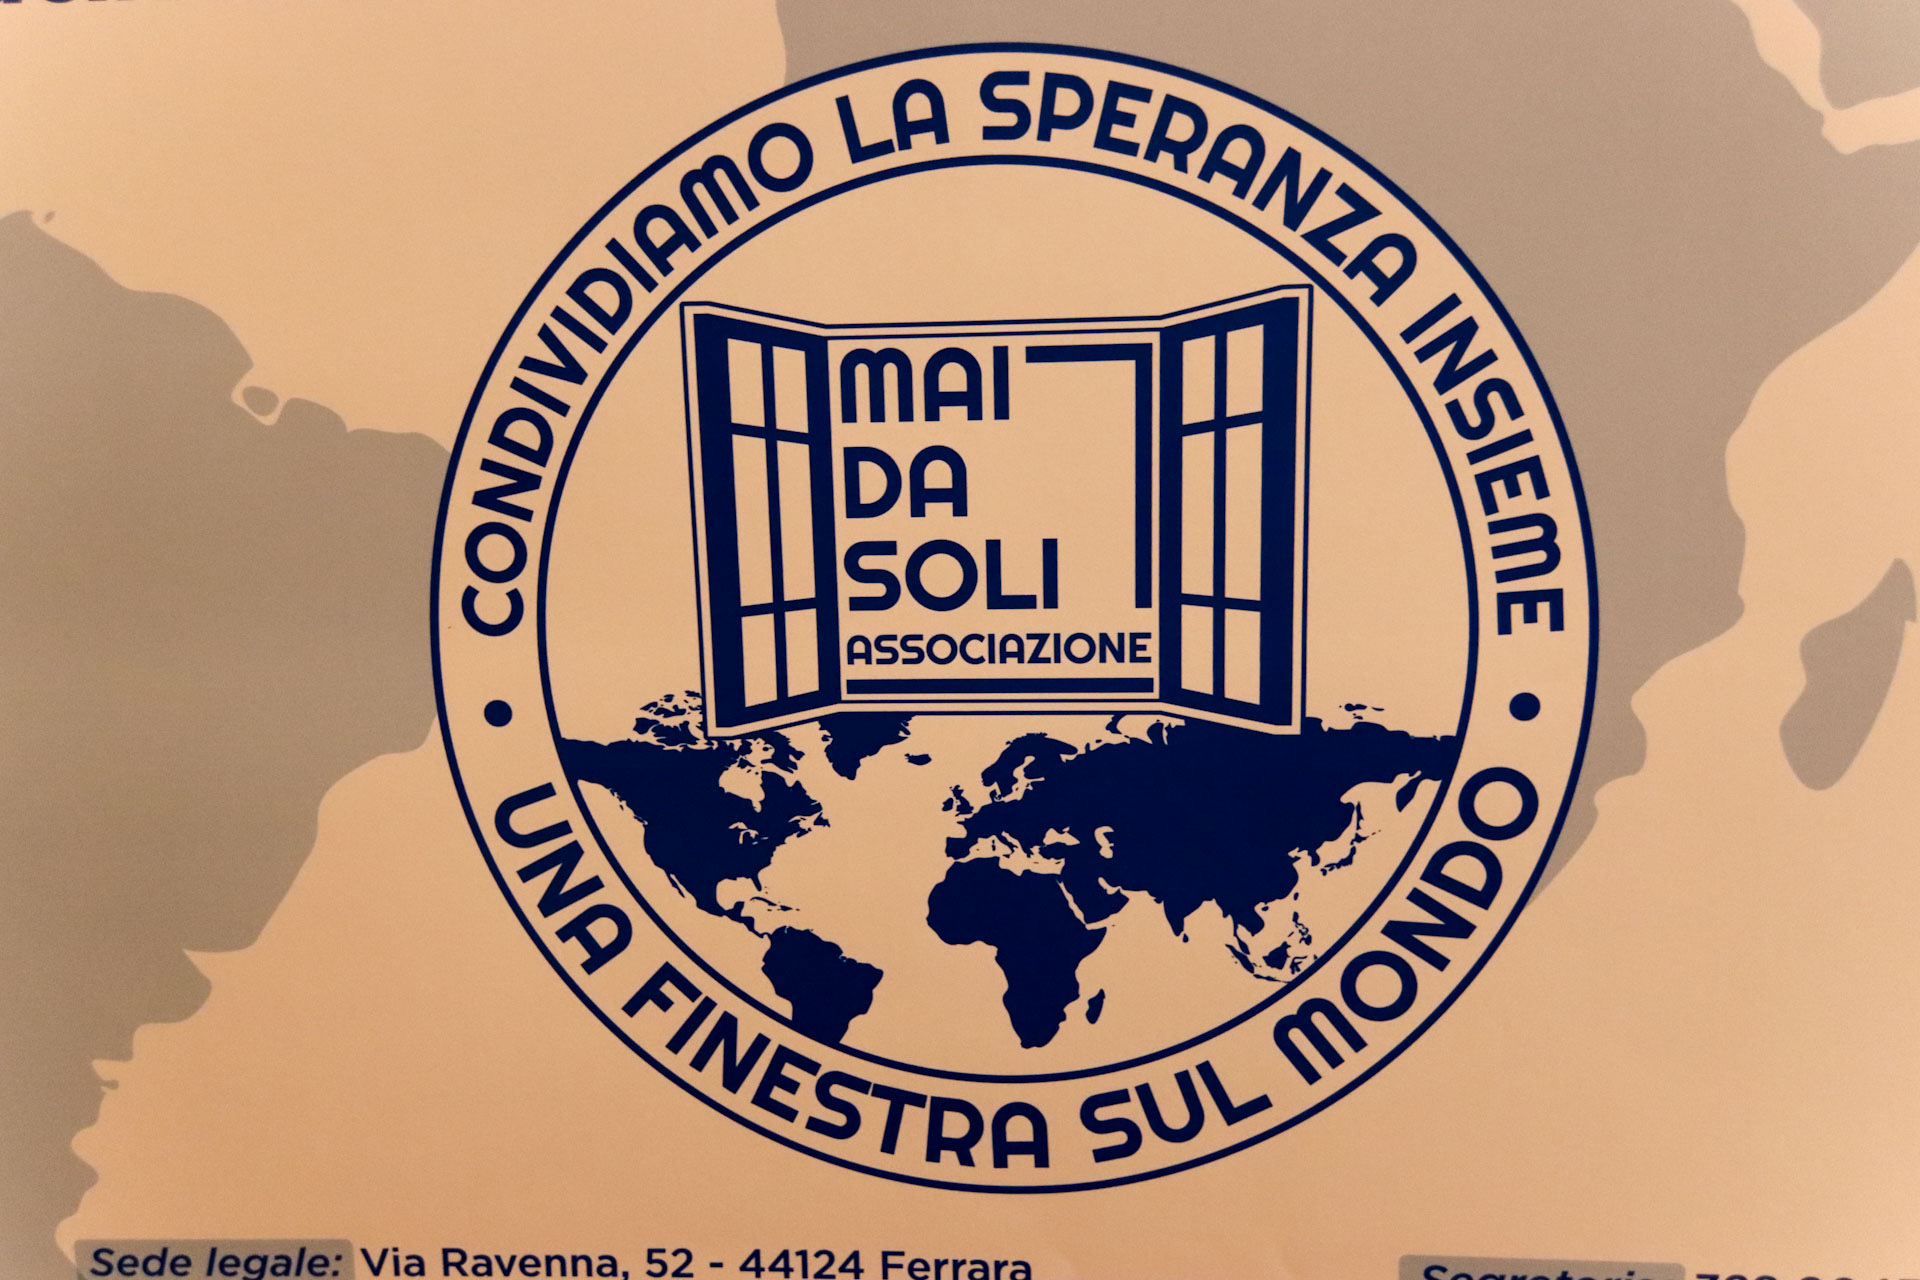 CONDIVIDIAMO LA SPERANZA INSIEME
MAI
DA
SOLI
ASSOCIAZIONE
• UNA FINESTRA SUL MONDO •
Sede legale: Via Ravenna, 52 - 44124 Ferrara